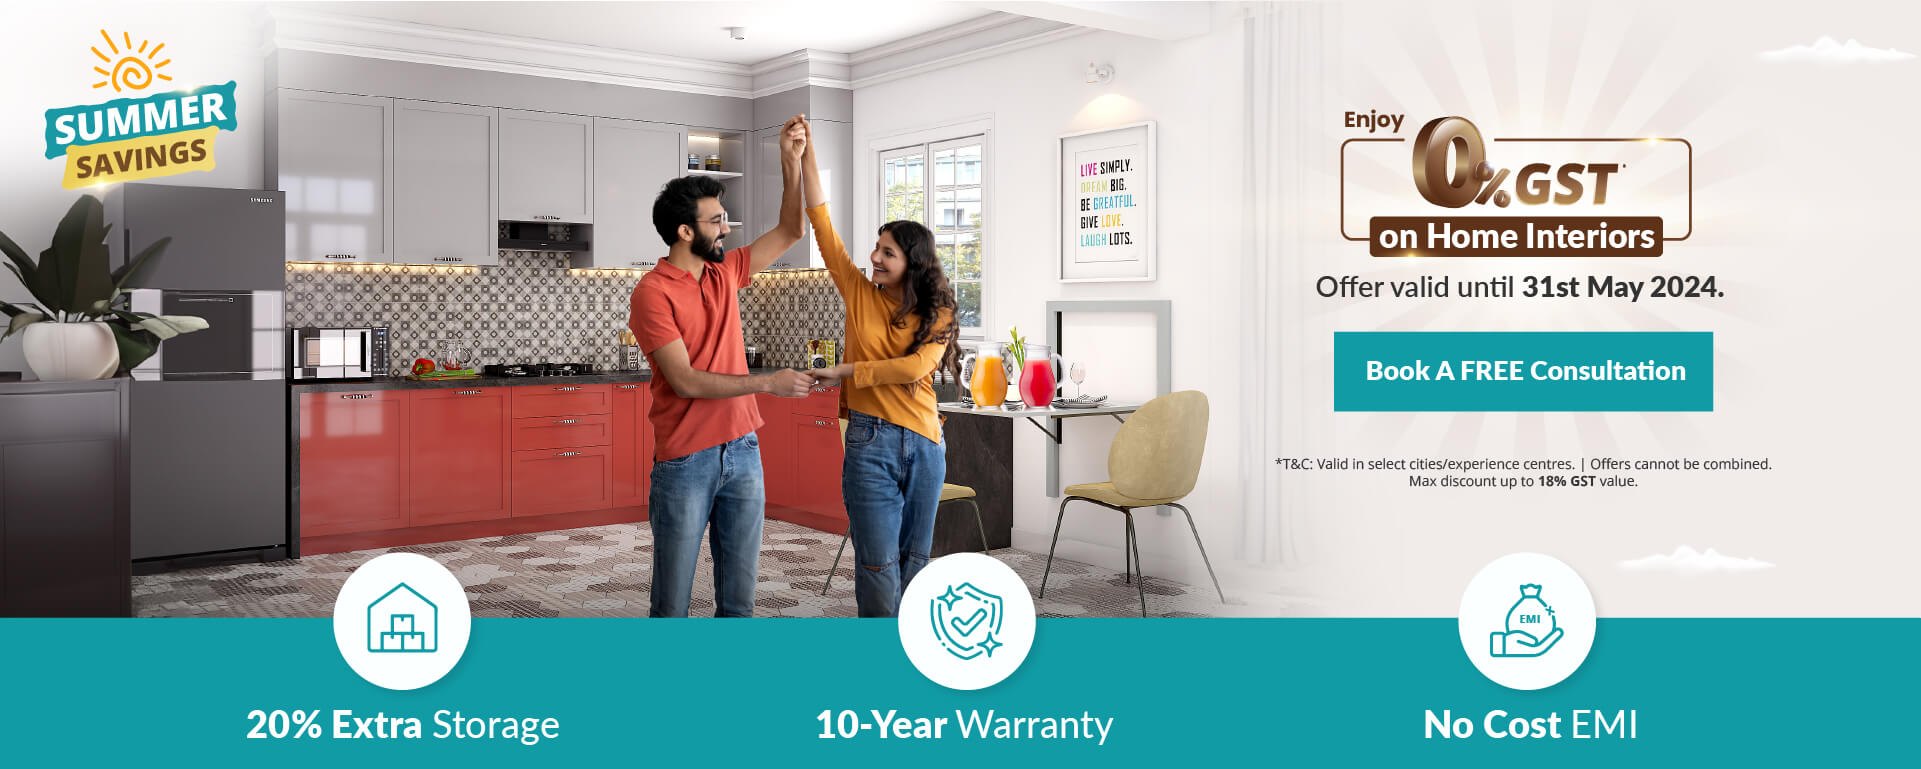 SUMMER
SAVINGS
SAMSUNG
LIVE SIMPLY.
DREAM BIG.
BE GREATFUL.
GIVE LOVE.
LAUGH LOTS.
Enjoy
0% GST*
on Home Interiors
Offer valid until 31st May 2024.
Book A FREE Consultation
*T&C: Valid in select cities/experience centres. | Offers cannot be combined.
Max discount up to 18% GST value.
EMI
20% Extra Storage
10-Year Warranty
No Cost EMI